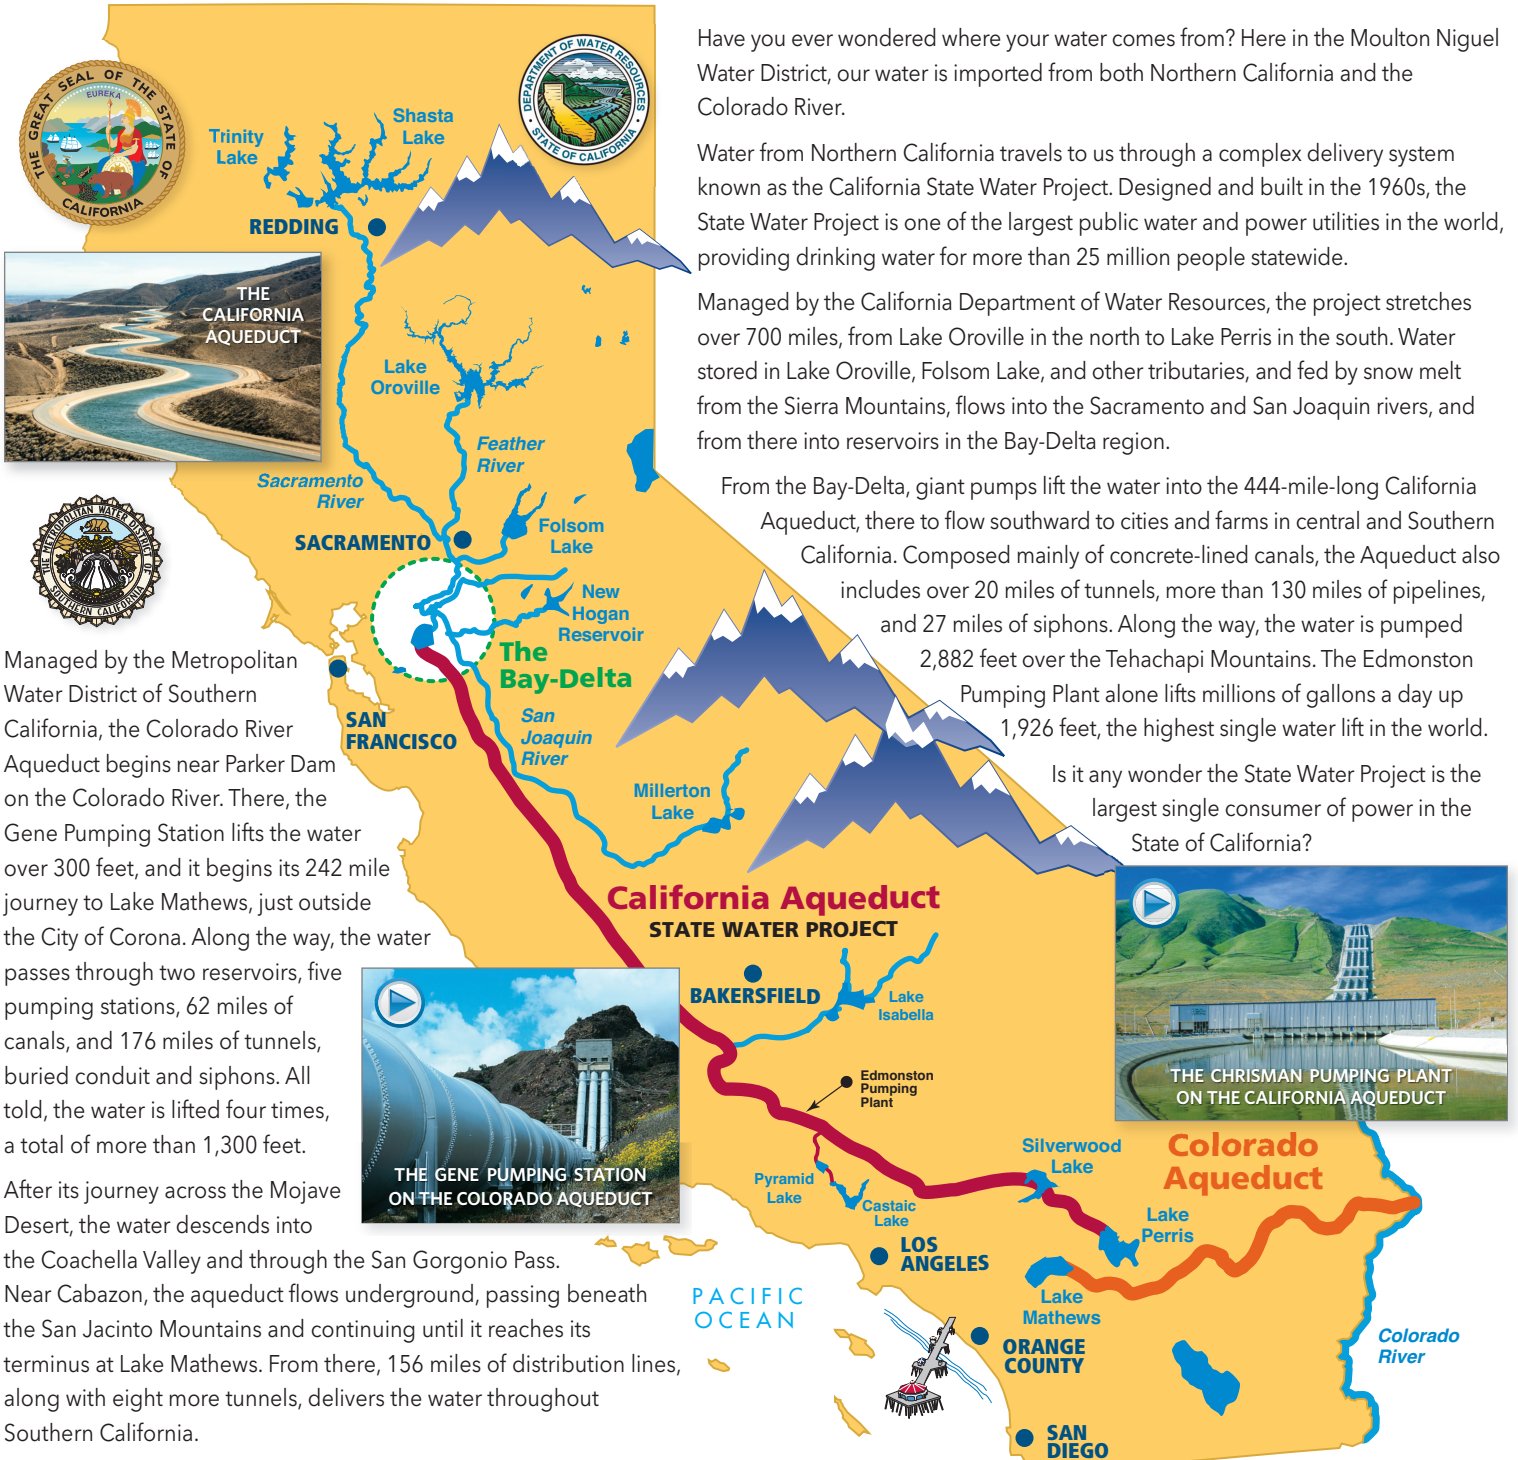 THE GREAT SEAL OF THE STATE OF CALIFORNIA
EUREKA
DEPARTMENT OF WATER RESOURCES
STATE OF CALIFORNIA
Have you ever wondered where your water comes from? Here in the Moulton Niguel
Water District, our water is imported from both Northern California and the
Colorado River.
Water from Northern California travels to us through a complex delivery system
known as the California State Water Project. Designed and built in the 1960s, the
State Water Project is one of the largest public water and power utilities in the world,
providing drinking water for more than 25 million people statewide.
Managed by the California Department of Water Resources, the project stretches
over 700 miles, from Lake Oroville in the north to Lake Perris in the south. Water
stored in Lake Oroville, Folsom Lake, and other tributaries, and fed by snow melt
from the Sierra Mountains, flows into the Sacramento and San Joaquin rivers, and
from there into reservoirs in the Bay-Delta region.
From the Bay-Delta, giant pumps lift the water into the 444-mile-long California
Aqueduct, there to flow southward to cities and farms in central and Southern
California. Composed mainly of concrete-lined canals, the Aqueduct also
includes over 20 miles of tunnels, more than 130 miles of pipelines,
and 27 miles of siphons. Along the way, the water is pumped
2,882 feet over the Tehachapi Mountains. The Edmonston
Pumping Plant alone lifts millions of gallons a day up
1,926 feet, the highest single water lift in the world.
Is it any wonder the State Water Project is the
largest single consumer of power in the
State of California?
Trinity
Lake
Shasta
Lake
REDDING
THE
CALIFORNIA
AQUEDUCT
Lake
Oroville
Feather
River
Sacramento
River
SACRAMENTO
Folsom
Lake
New
Hogan
Reservoir
The
Bay-Delta
THE METROPOLITAN WATER DISTRICT OF SOUTHERN CALIFORNIA
SAN
FRANCISCO
San
Joaquin
River
Millerton
Lake
Managed by the Metropolitan
Water District of Southern
California, the Colorado River
Aqueduct begins near Parker Dam
on the Colorado River. There, the
Gene Pumping Station lifts the water
over 300 feet, and it begins its 242 mile
journey to Lake Mathews, just outside
the City of Corona. Along the way, the water
passes through two reservoirs, five
pumping stations, 62 miles of
canals, and 176 miles of tunnels,
buried conduit and siphons. All
told, the water is lifted four times,
a total of more than 1,300 feet.
After its journey across the Mojave
Desert, the water descends into
the Coachella Valley and through the San Gorgonio Pass.
Near Cabazon, the aqueduct flows underground, passing beneath
the San Jacinto Mountains and continuing until it reaches its
terminus at Lake Mathews. From there, 156 miles of distribution lines,
along with eight more tunnels, delivers the water throughout
Southern California.
California Aqueduct
STATE WATER PROJECT
BAKERSFIELD
Lake
Isabella
Edmonston
Pumping
Plant
THE GENE PUMPING STATION
ON THE COLORADO AQUEDUCT
THE CHRISMAN PUMPING PLANT
ON THE CALIFORNIA AQUEDUCT
Pyramid
Lake
Castaic
Lake
Silverwood
Lake
Colorado
Aqueduct
Lake
Perris
LOS
ANGELES
Lake
Mathews
PACIFIC
OCEAN
ORANGE
COUNTY
Colorado
River
SAN
DIEGO